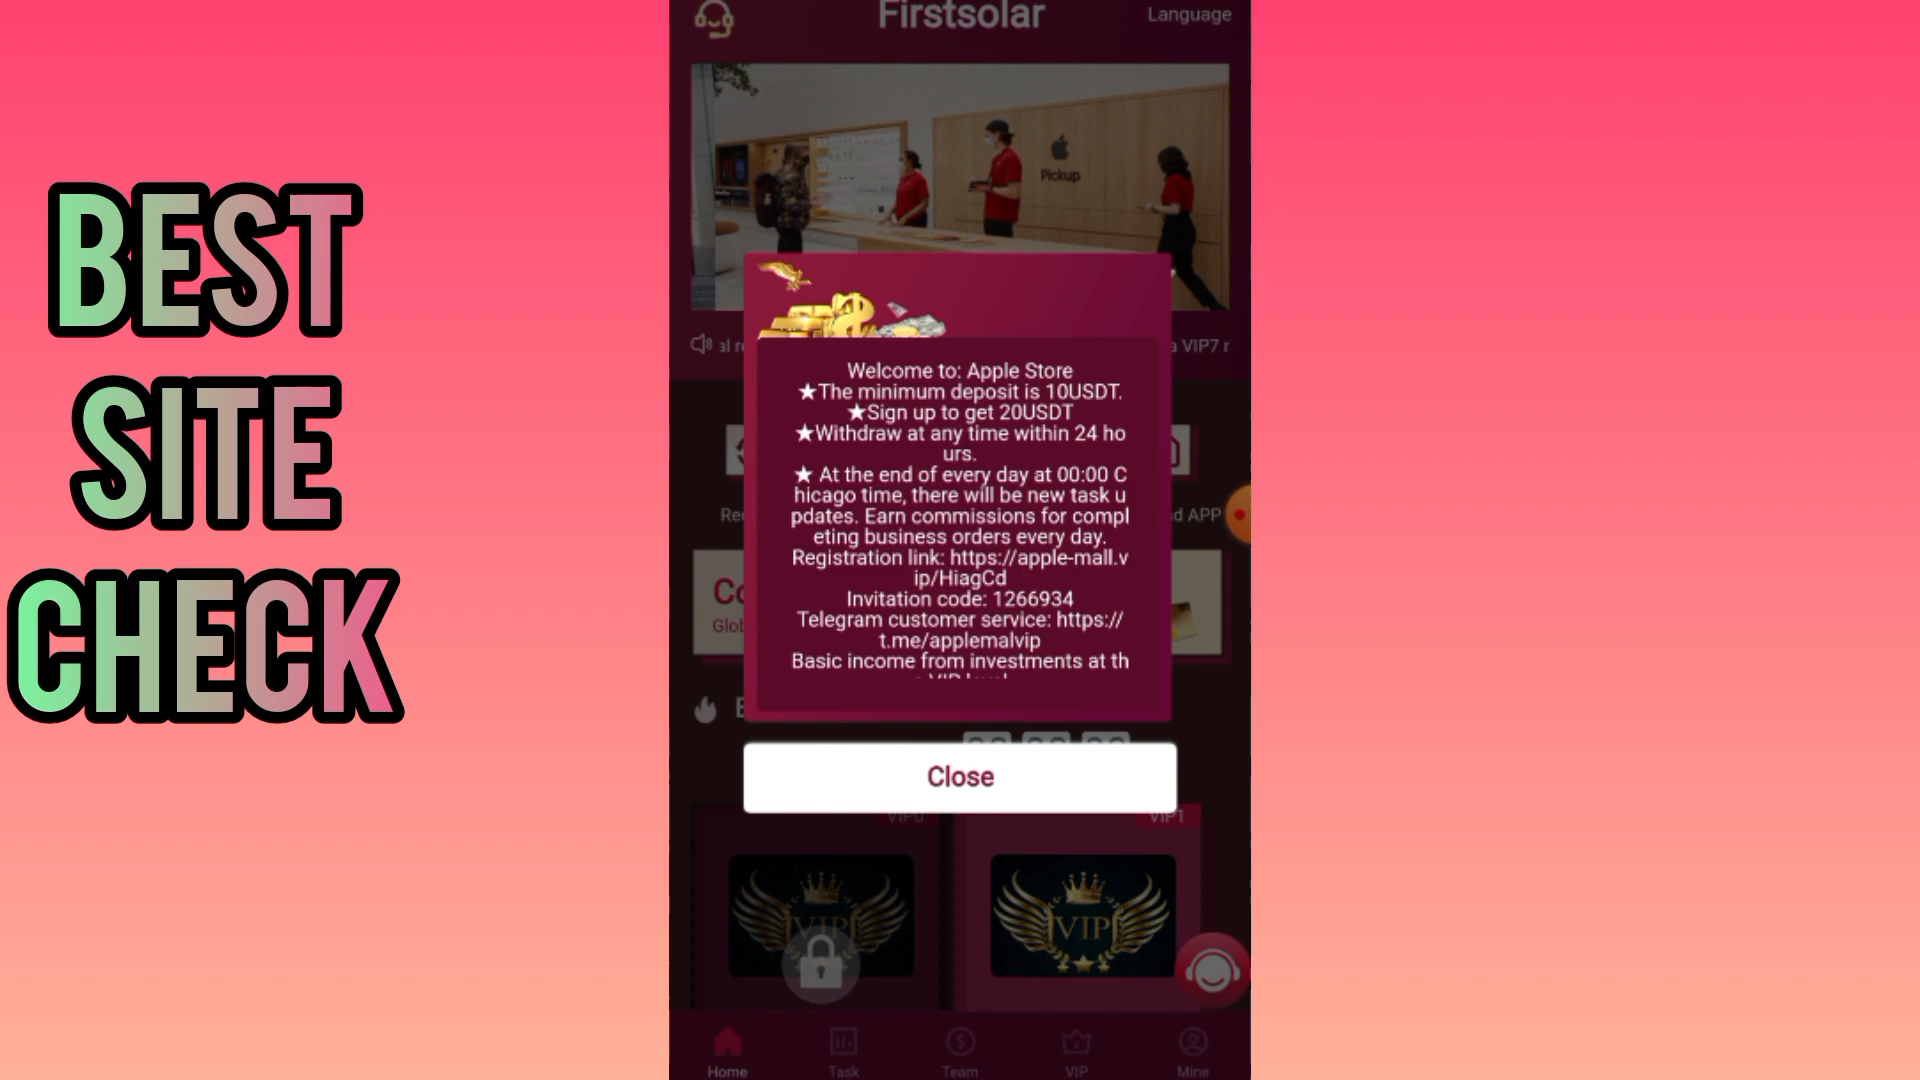 BEST
SITE
CHECK
Firstsolar
Language
Pickup
a VIP7 r
Welcome to: Apple Store
★The minimum deposit is 10USDT.
★Sign up to get 20USDT
★Withdraw at any time within 24 ho
urs.
★ At the end of every day at 00:00 C
hicago time, there will be new task u
pdates. Earn commissions for compl
eting business orders every day.
Registration link: https://apple-mall.v
ip/HiagCd
Invitation code: 1266934
Telegram customer service: https://
t.me/applemalvip
Basic income from investments at th
Close
d APP
VIP0
VIP1
VIP
VIP
Home
Task
Team
VIP
Mine